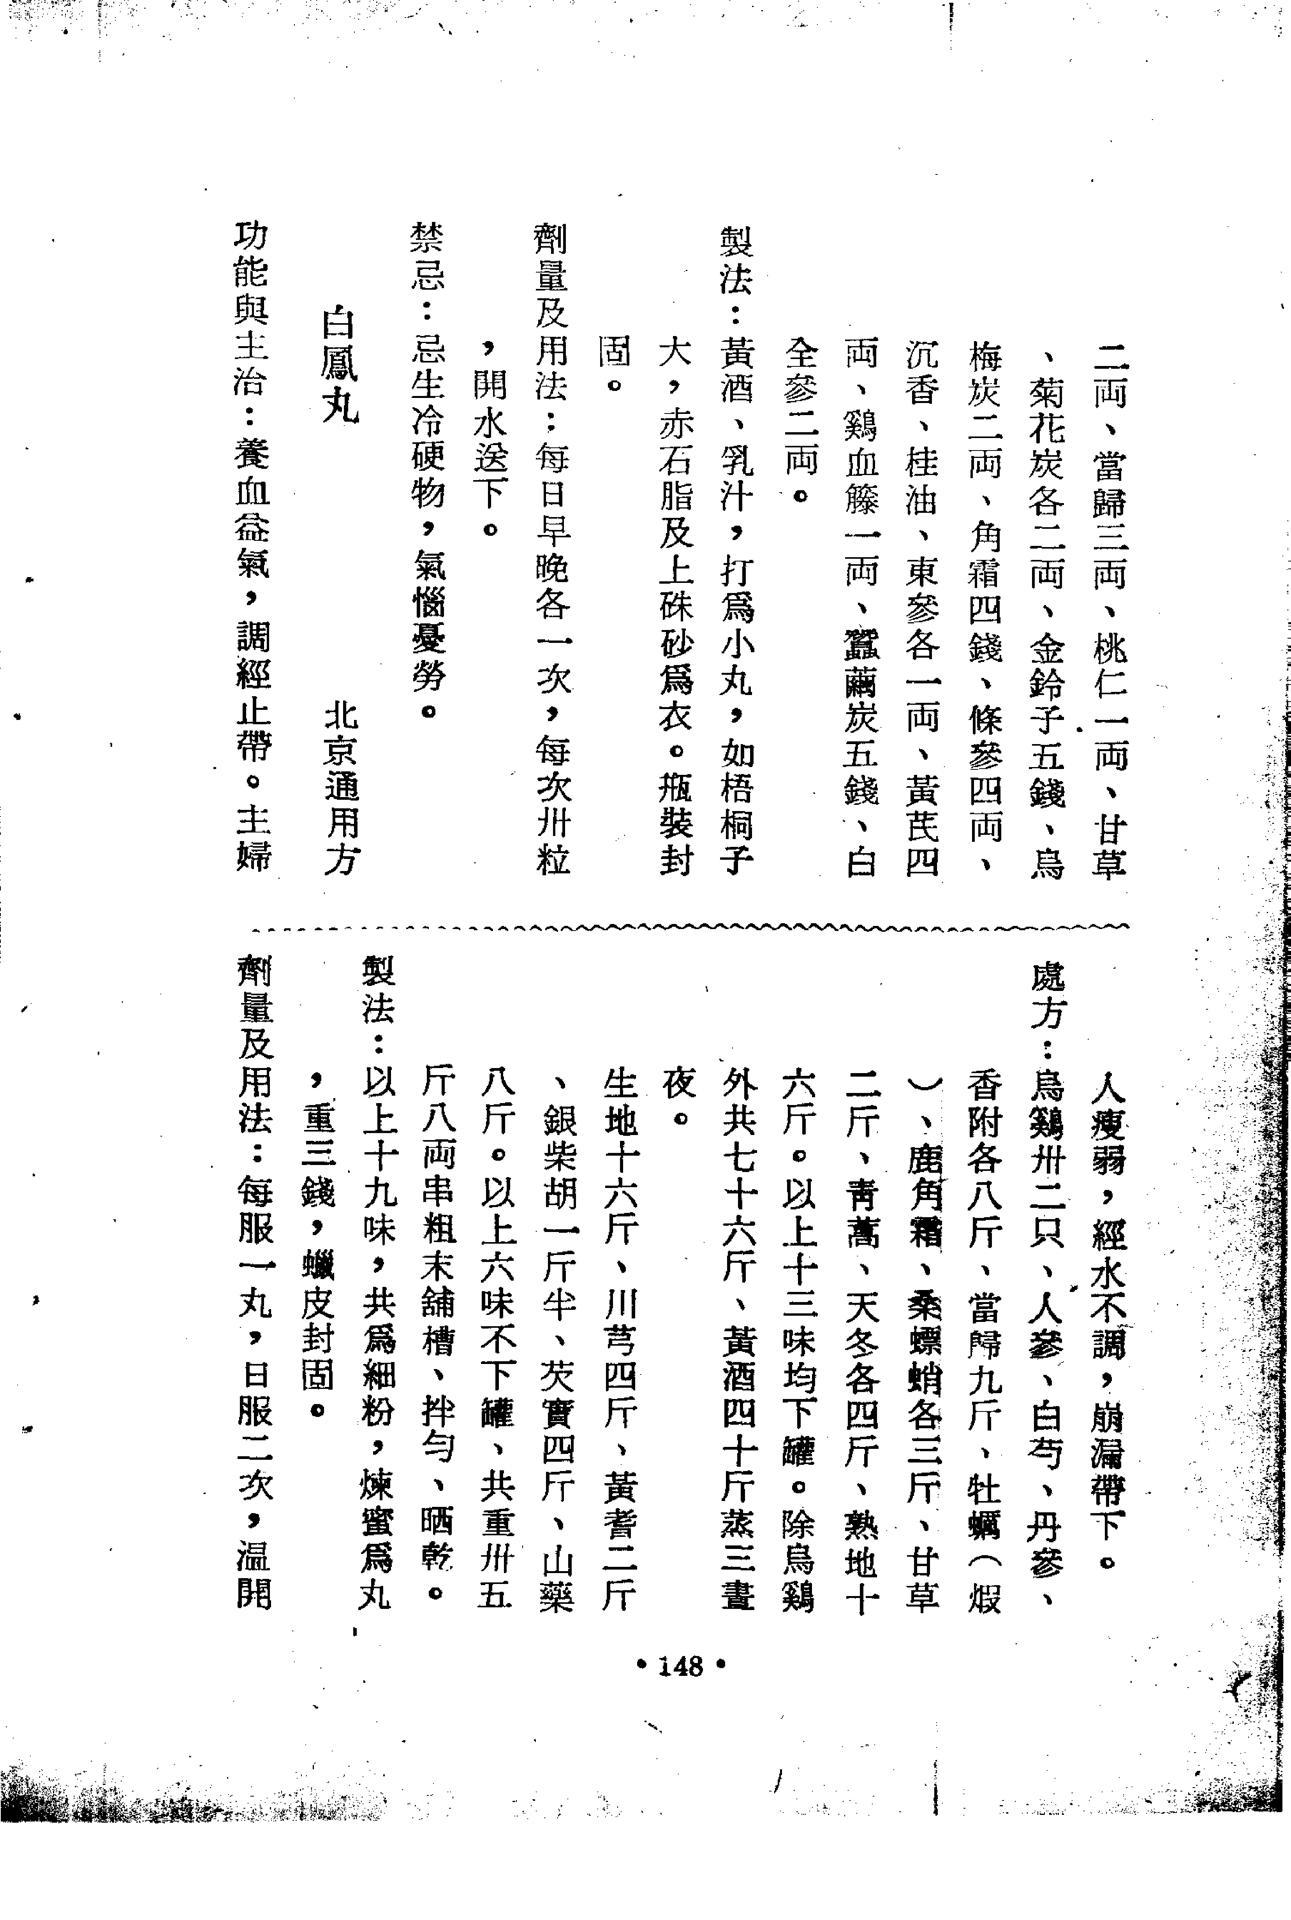 二両、當歸三両、桃仁一両、甘草
、菊花炭各二両、金鈴子五錢、烏
梅炭二両、角霜四錢、條參四両、
沉香、桂油、東參各一両、黃芪四
両、鷄血籐一両、蠶繭炭五錢、白
全參二両。
製法：黃酒、乳汁，打爲小丸，如梧桐子
大，赤石脂及上硃砂爲衣。瓶裝封
固。
劑量及用法：每日早晚各一次，每次卅粒
，開水送下。
禁忌：忌生冷硬物，氣惱憂勞。
白鳳丸　北京通用方
功能與主治：養血益氣，調經止帶。主婦
人瘦弱，經水不調，崩漏帶下。
處方：烏鷄卅二只、人參、白芍、丹參、
香附各八斤、當歸九斤、牡蠣（煅
）、鹿角霜、桑螵蛸各三斤、甘草
二斤、靑蒿、天冬各四斤、熟地十
六斤。以上十三味均下罐。除烏鷄
外共七十六斤、黃酒四十斤蒸三晝
夜。
生地十六斤、川芎四斤、黃耆二斤
、銀柴胡一斤半、芡實四斤、山藥
八斤。以上六味不下罐、共重卅五
斤八両串粗末舖槽、拌匀、晒乾。
製法：以上十九味，共爲細粉，煉蜜爲丸
，重三錢，蠟皮封固。
劑量及用法：每服一丸，日服二次，溫開
•148•